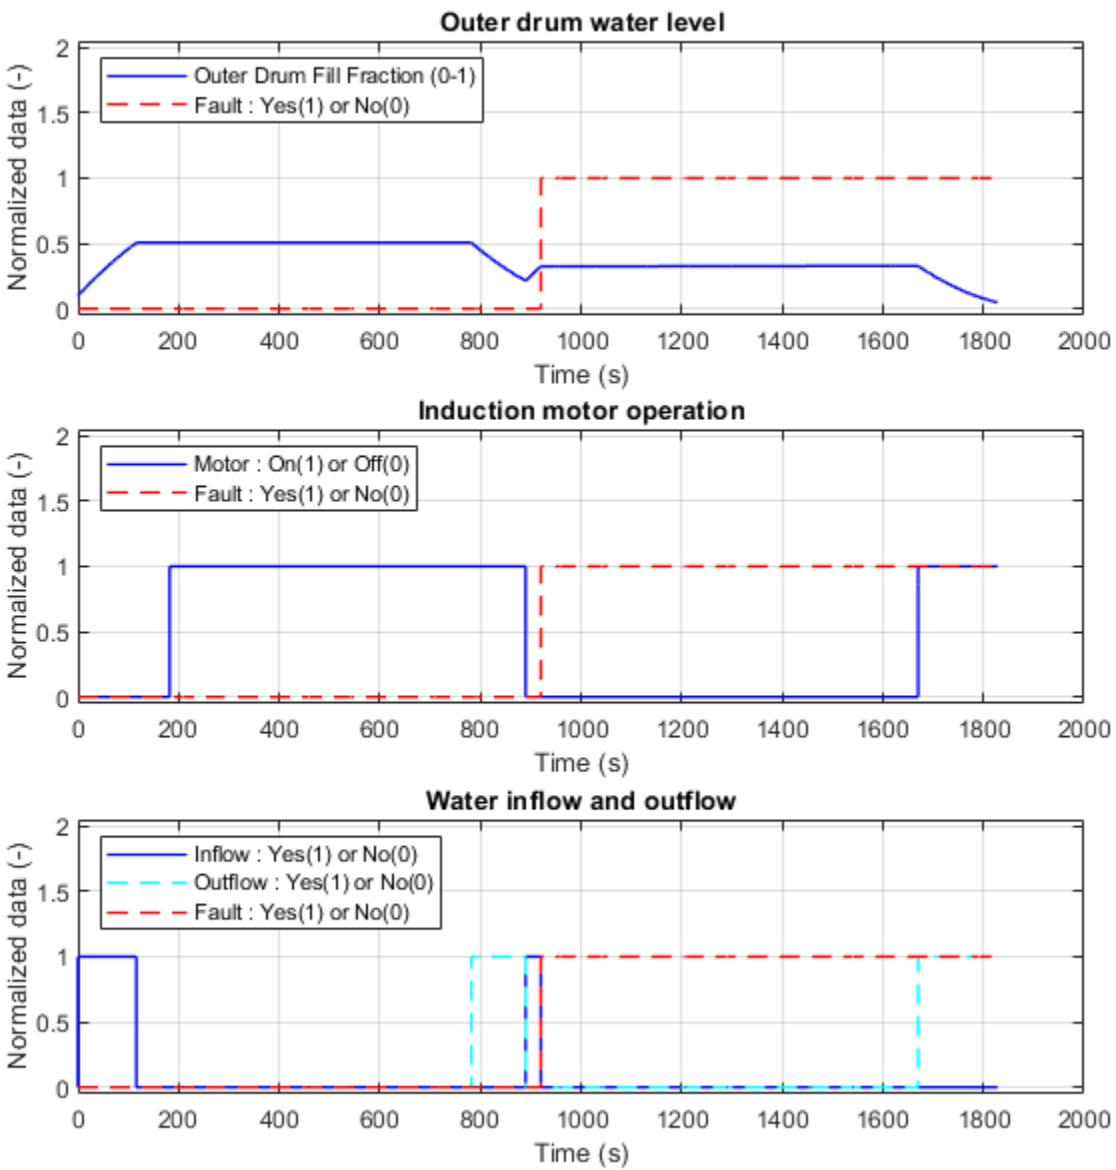 Outer drum water level
Normalized data (-)
2
1.5
1
0.5
0
Outer Drum Fill Fraction (0-1)
Fault : Yes(1) or No(0)
0 200 400 600 800 1000 1200 1400 1600 1800 2000
Time (s)
Induction motor operation
Normalized data (-)
2
1.5
1
0.5
0
Motor : On(1) or Off(0)
Fault : Yes(1) or No(0)
0 200 400 600 800 1000 1200 1400 1600 1800 2000
Time (s)
Water inflow and outflow
Normalized data (-)
2
1.5
1
0.5
0
Inflow : Yes(1) or No(0)
Outflow : Yes(1) or No(0)
Fault : Yes(1) or No(0)
0 200 400 600 800 1000 1200 1400 1600 1800 2000
Time (s)